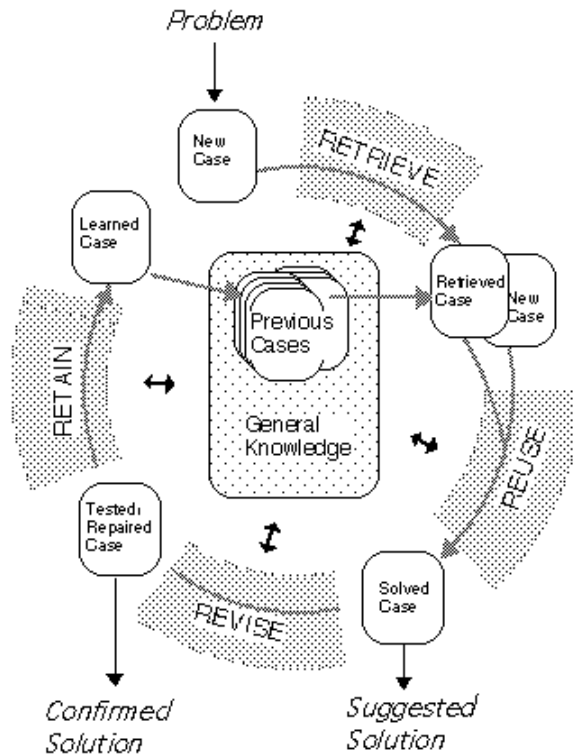 Problem
New
Case
RETRIEVE
Learned
Case
Retrieved
Case
New
Case
Previous
Cases
General
Knowledge
RETAIN
REUSE
Tested/
Repaired
Case
REVISE
Solved
Case
Confirmed
Solution
Suggested
Solution